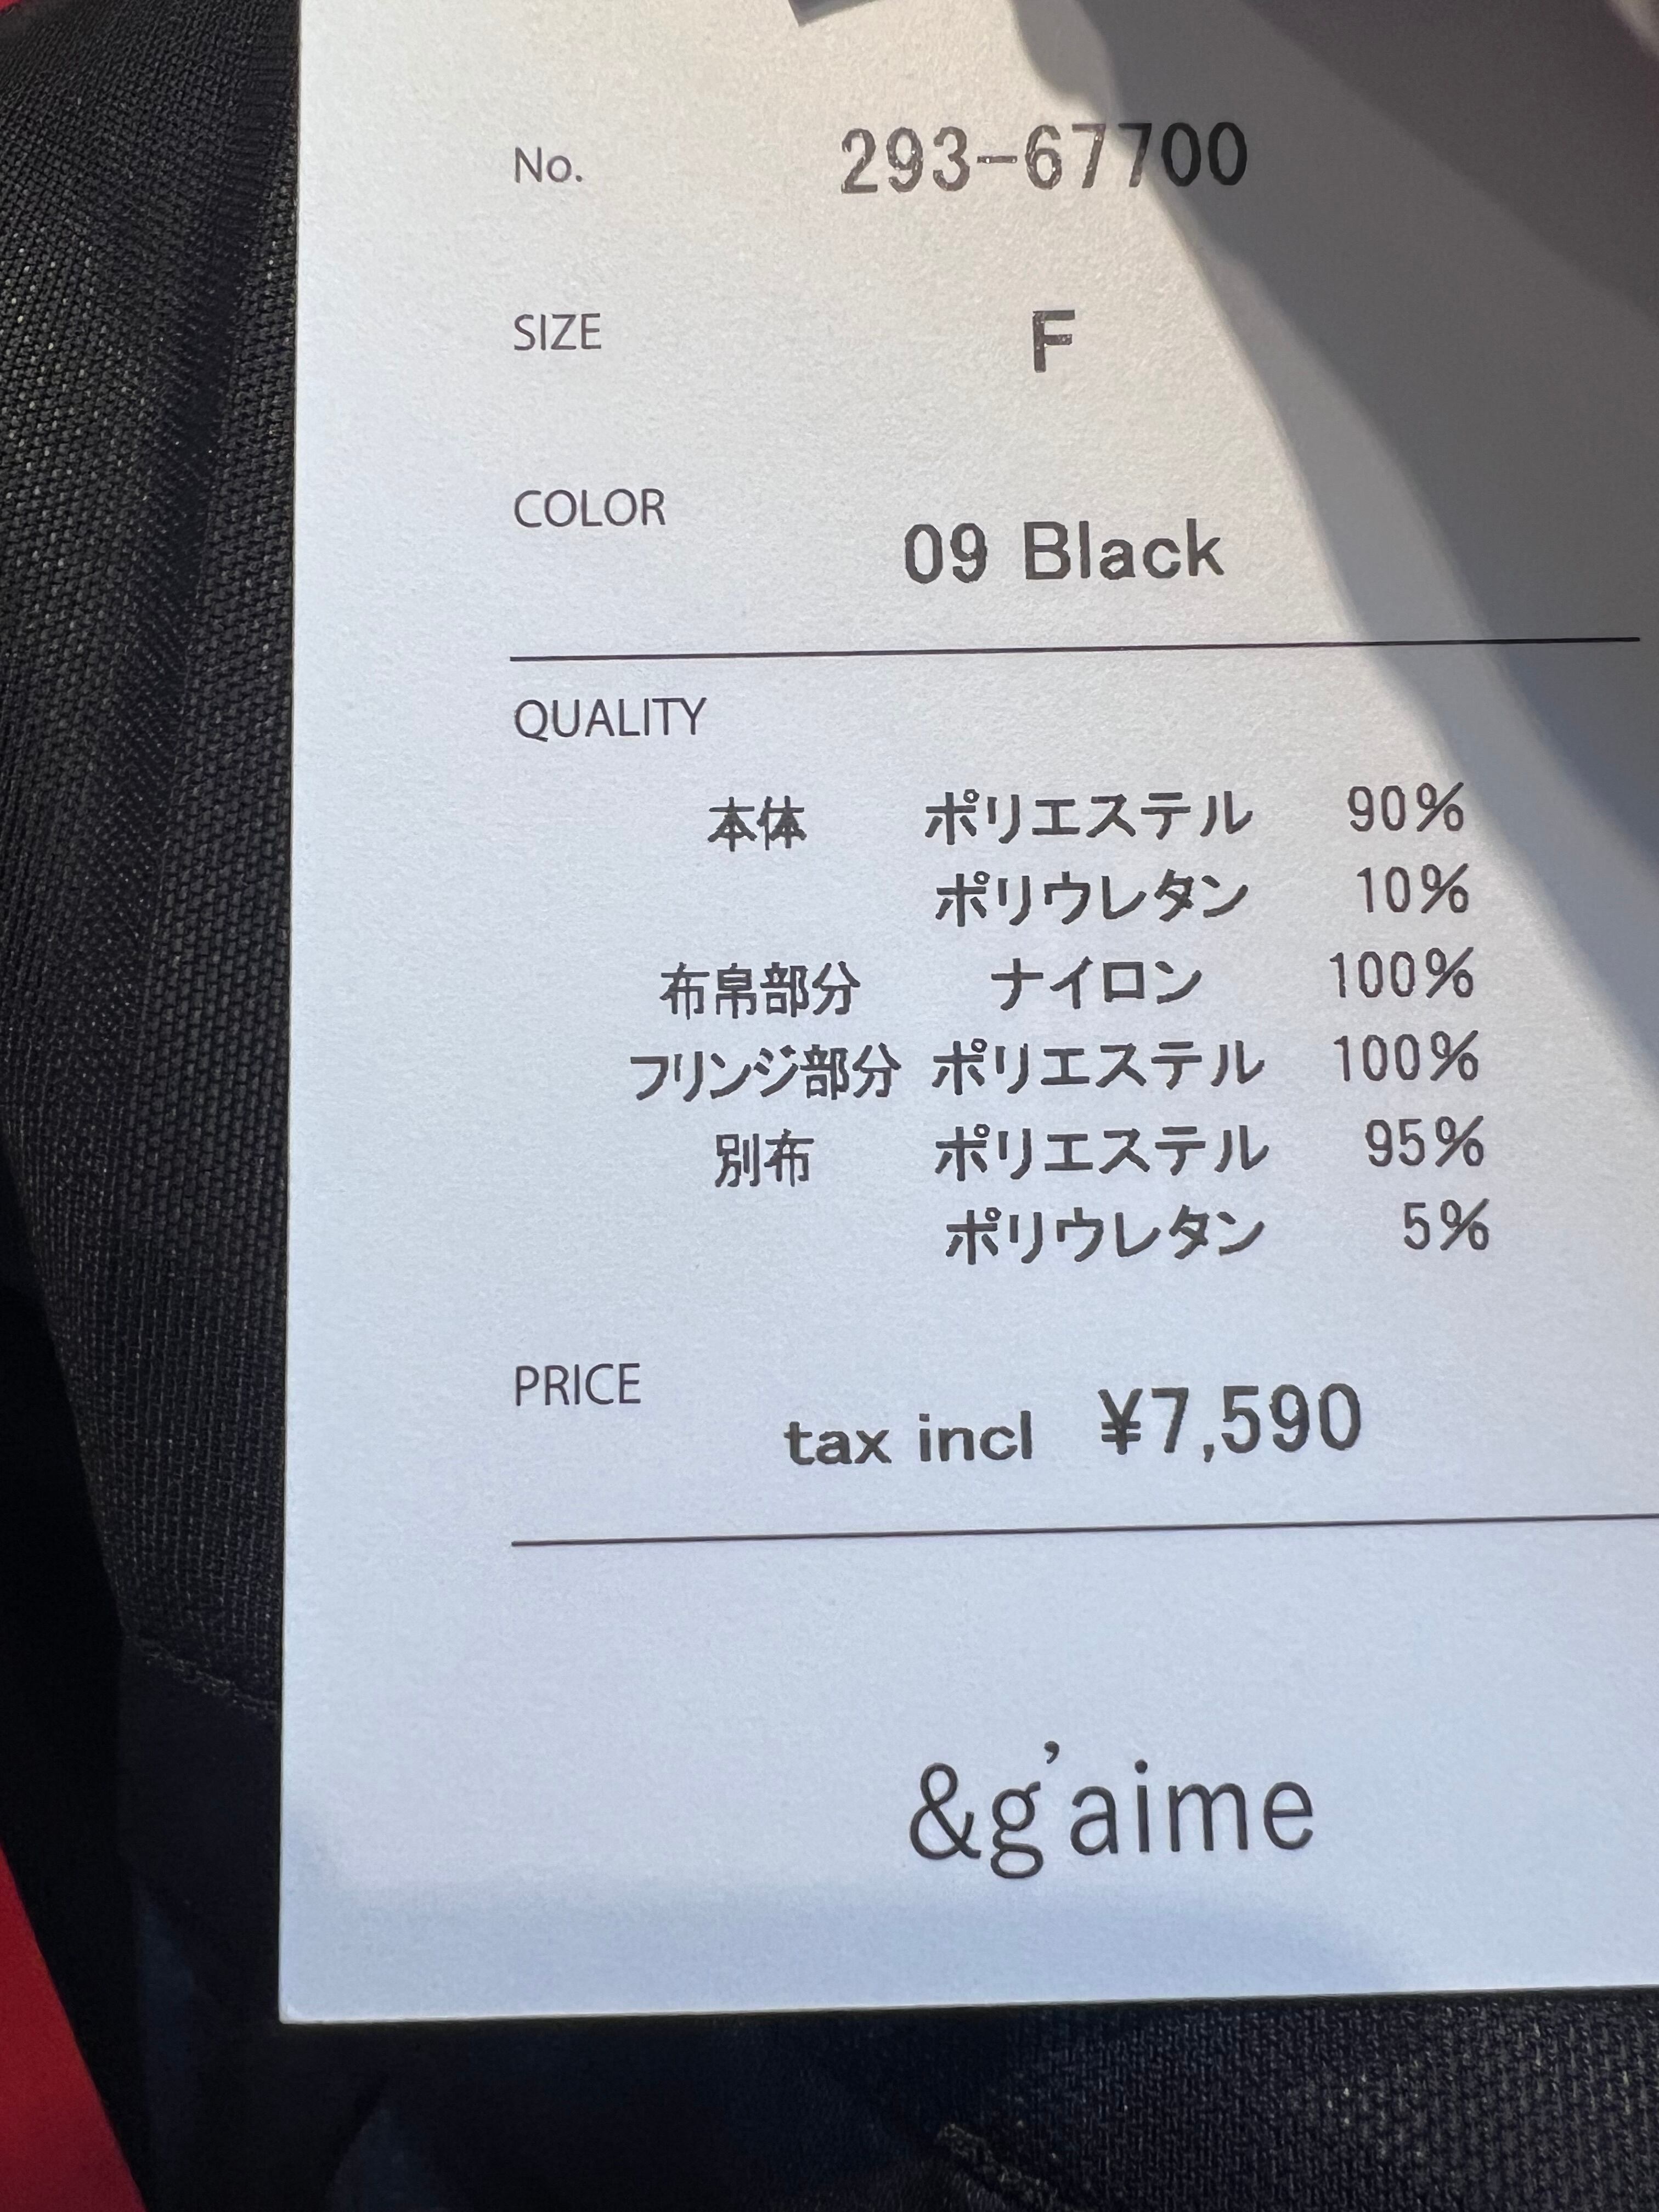 No. 293-67700
SIZE F
COLOR 09 Black
QUALITY
本体 ポリエステル 90%
ポリウレタン 10%
布帛部分 ナイロン 100%
フリンジ部分 ポリエステル 100%
別布 ポリエステル 95%
ポリウレタン 5%
PRICE tax incl ¥7,590
&g'aime